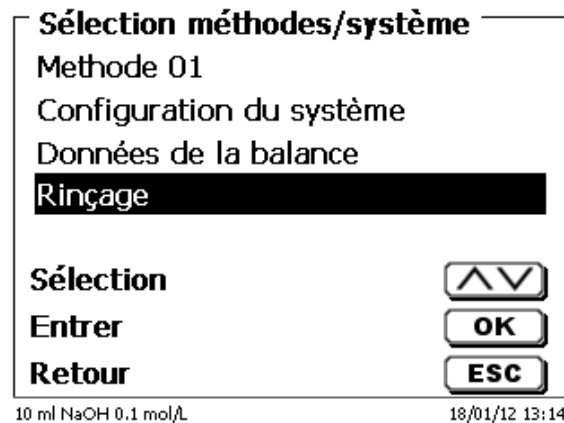 Sélection méthodes/système
Methode 01
Configuration du système
Données de la balance
Rinçage
Sélection
Entrer OK
Retour ESC
10 ml NaOH 0.1 mol/L 18/01/12 13:14